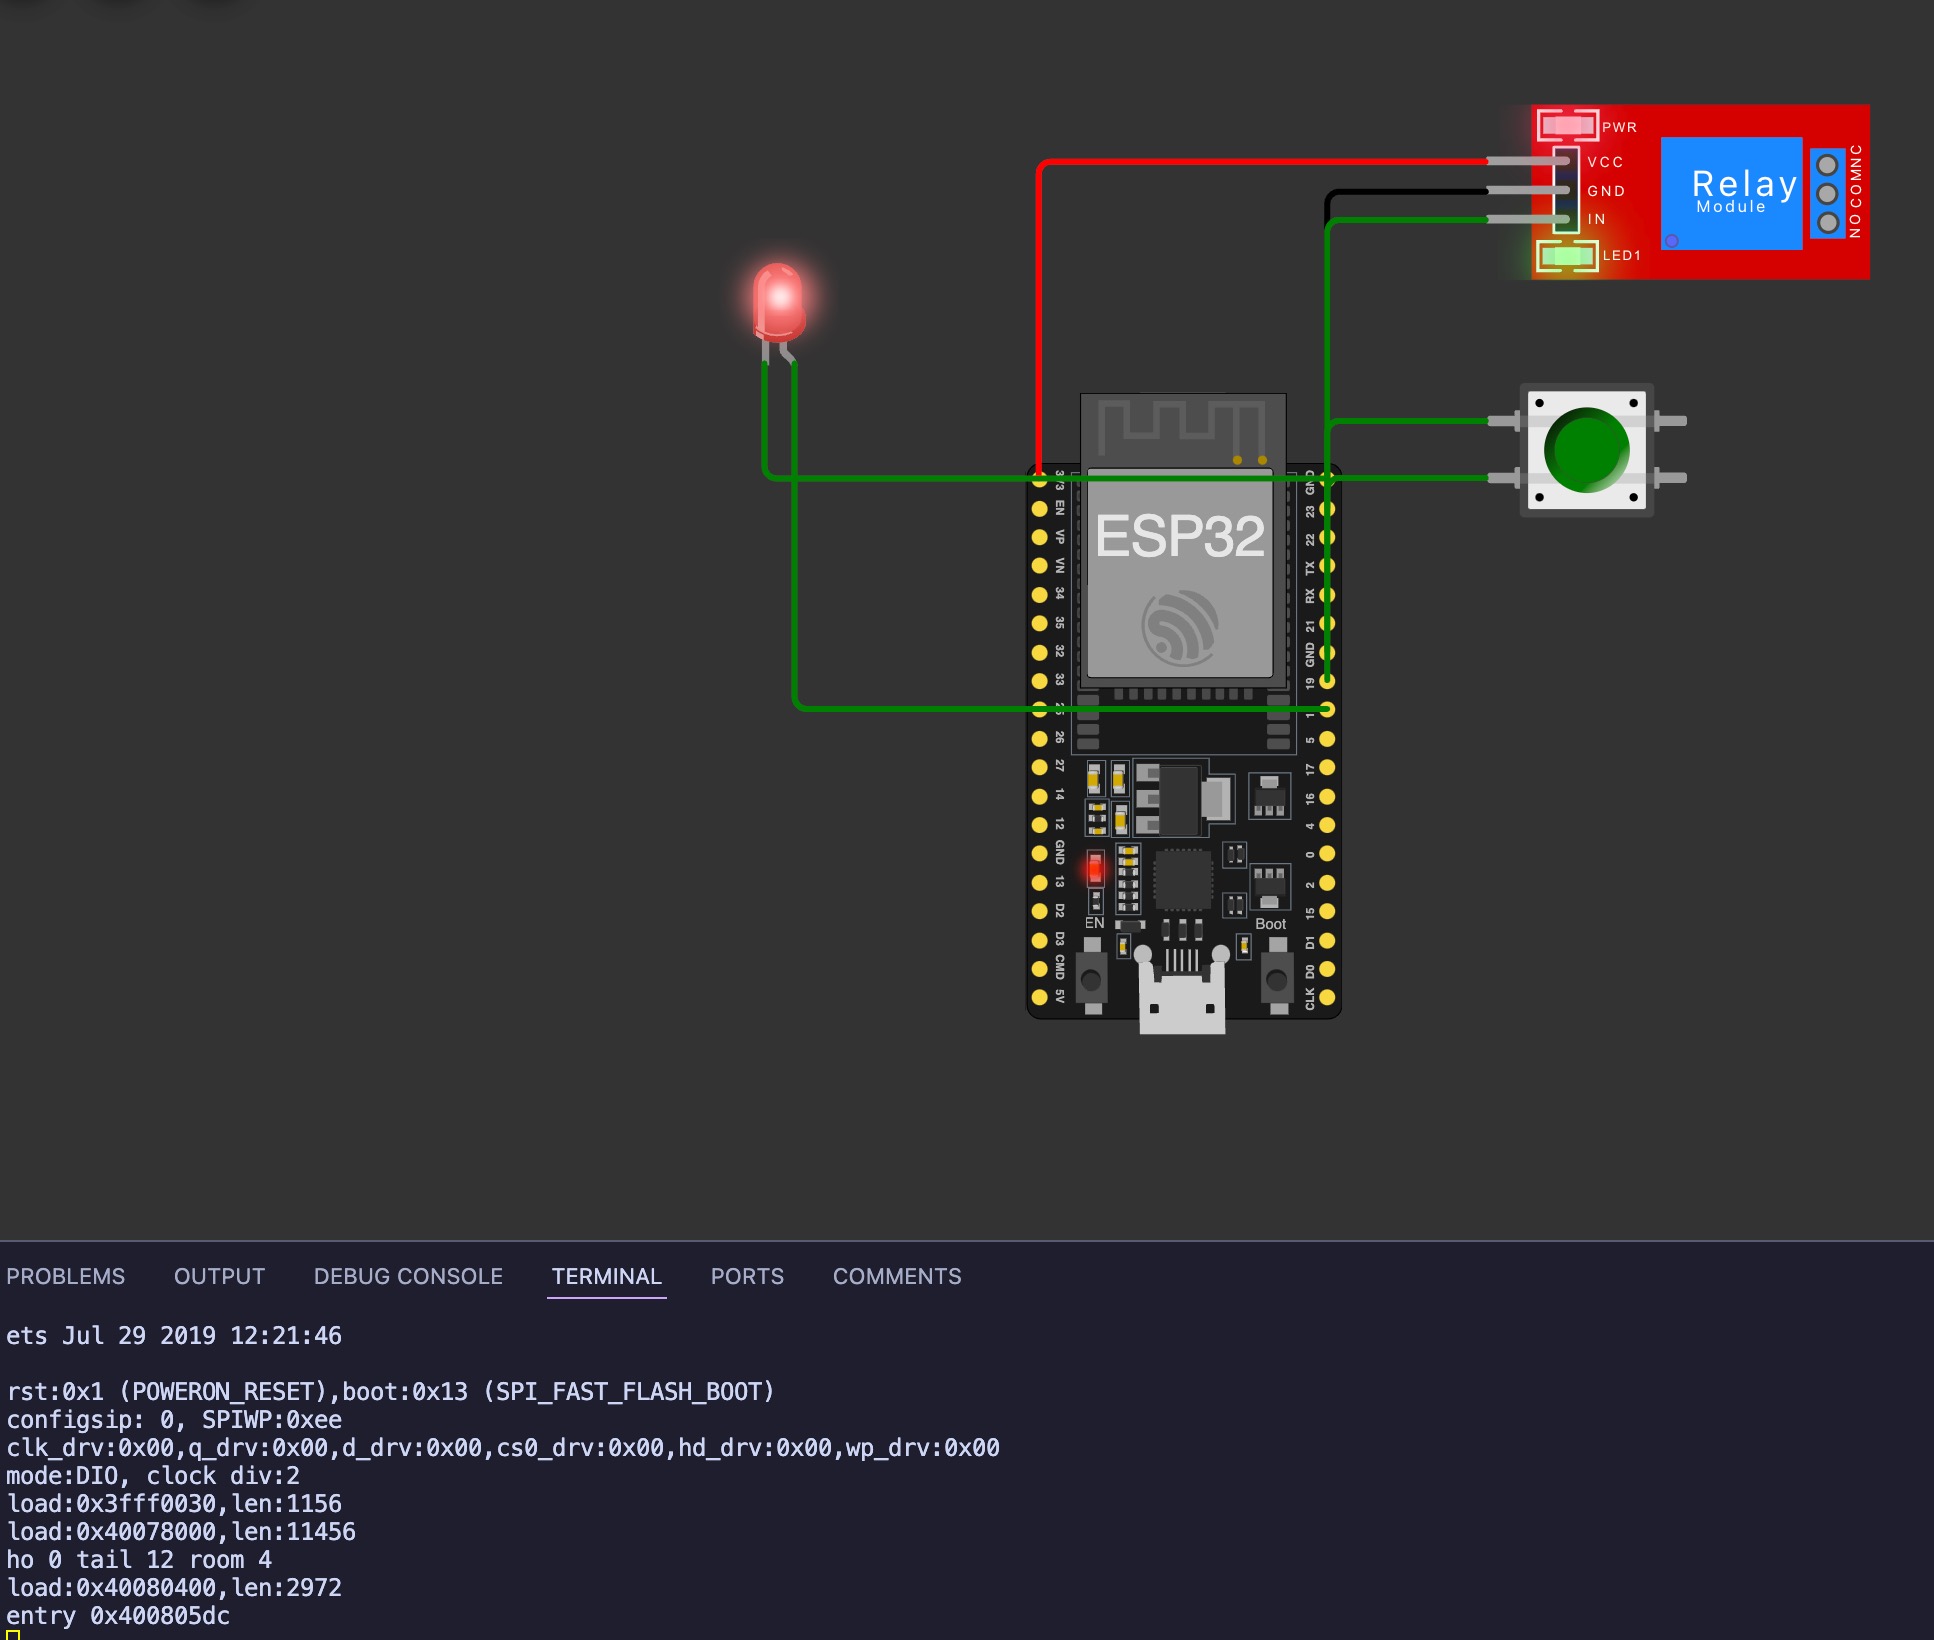 PWR
VCC
GND
IN
LED1
Relay
Module
NO COM NC
ESP32
EN
VP
VN
34
35
32
33
26
27
14
12
GND
13
D2
D3
CMD
5V
GND
23
22
TX
RX
21
GND
19
5
17
16
4
0
2
15
D1
D0
CLK
EN
Boot
PROBLEMS OUTPUT DEBUG CONSOLE TERMINAL PORTS COMMENTS
ets Jul 29 2019 12:21:46
rst:0x1 (POWERON_RESET),boot:0x13 (SPI_FAST_FLASH_BOOT)
configsip: 0, SPIWP:0xee
clk_drv:0x00,q_drv:0x00,d_drv:0x00,cs0_drv:0x00,hd_drv:0x00,wp_drv:0x00
mode:DIO, clock div:2
load:0x3fff0030,len:1156
load:0x40078000,len:11456
ho 0 tail 12 room 4
load:0x40080400,len:2972
entry 0x400805dc